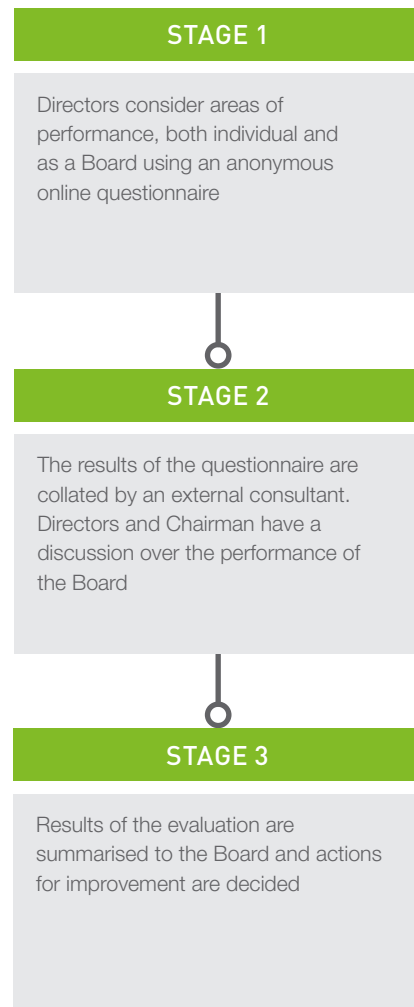 STAGE 1
Directors consider areas of
performance, both individual and
as a Board using an anonymous
online questionnaire
STAGE 2
The results of the questionnaire are
collated by an external consultant.
Directors and Chairman have a
discussion over the performance of
the Board
STAGE 3
Results of the evaluation are
summarised to the Board and actions
for improvement are decided